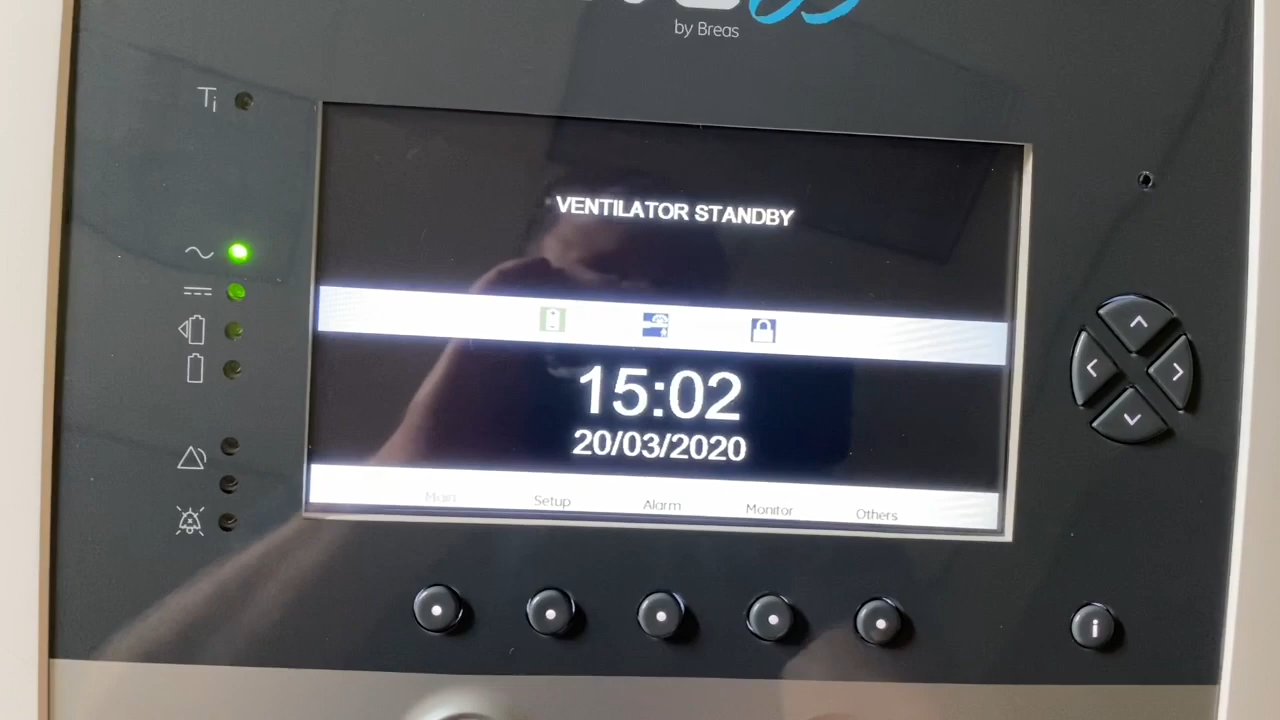 by Breas
Ti
VENTILATOR STANDBY
15:02
20/03/2020
Main Setup Alarm Monitor Others
i